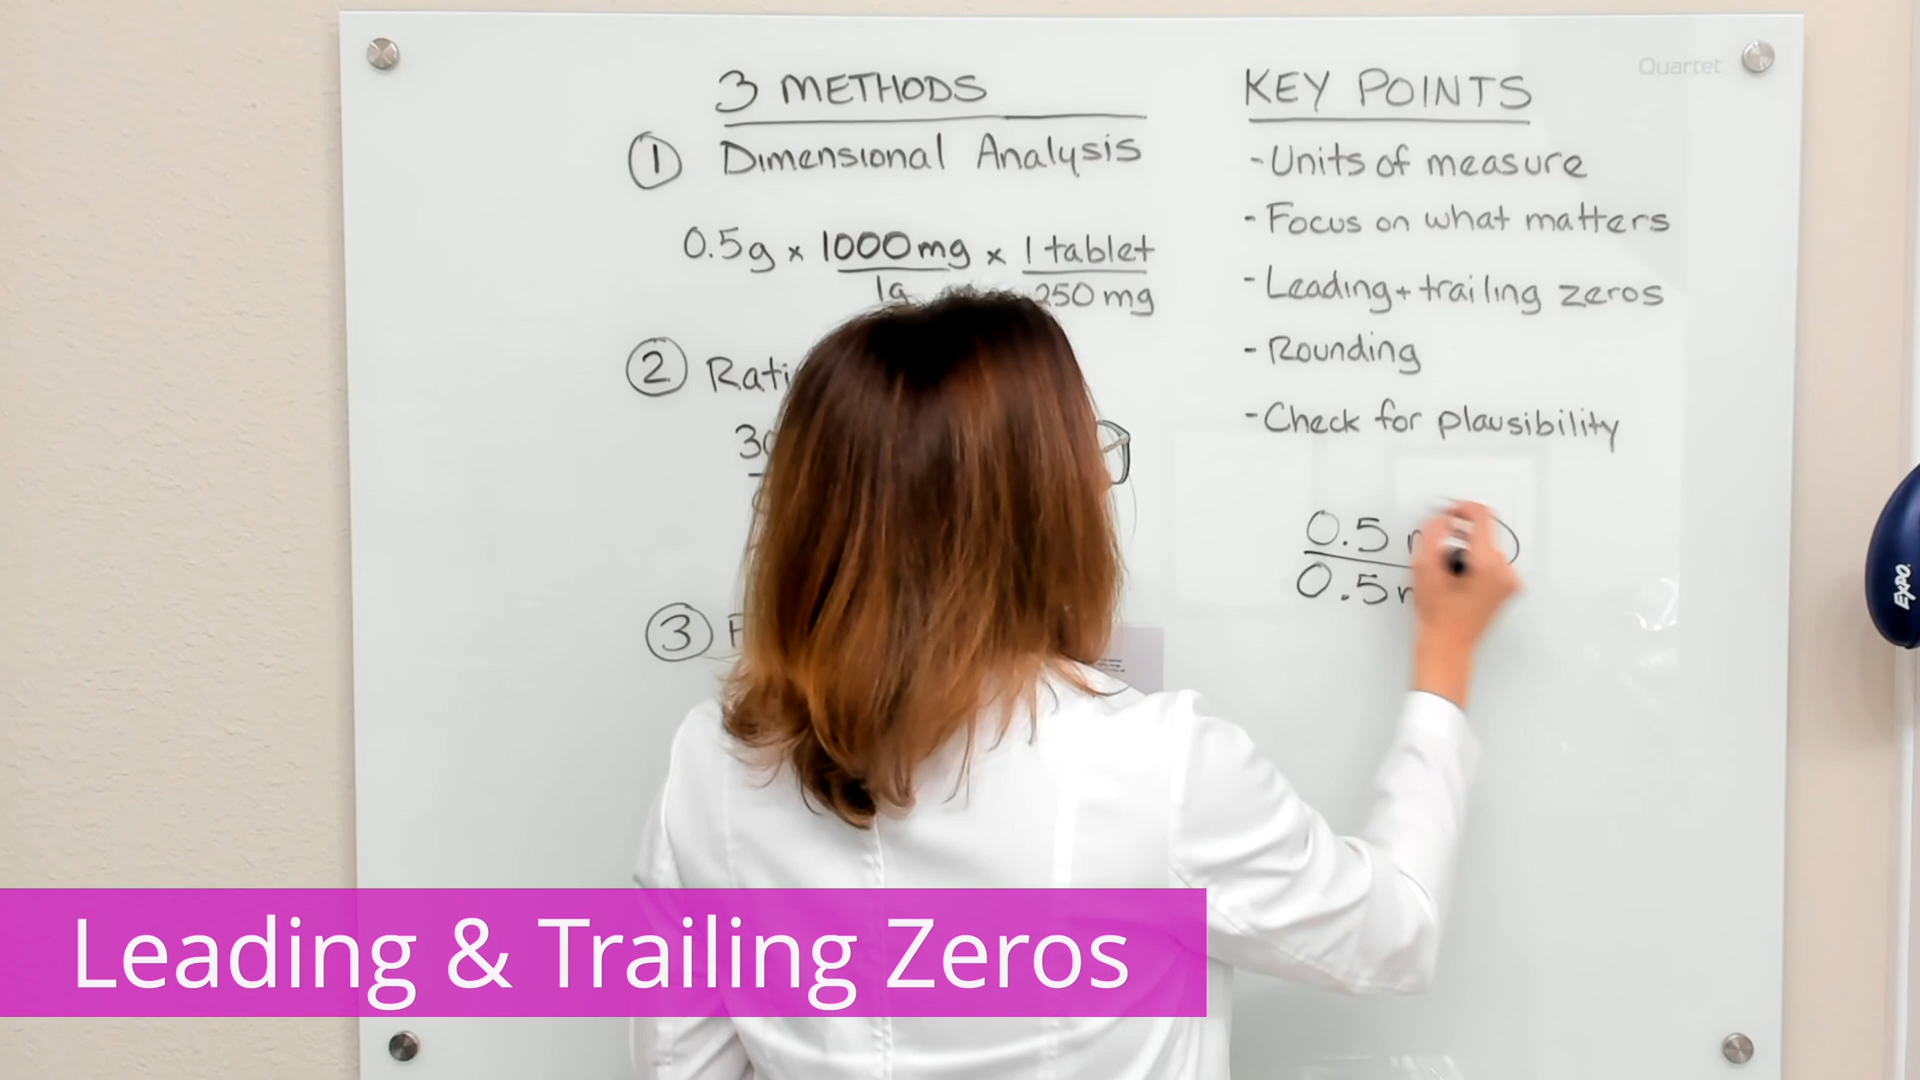 Quartet
3 METHODS
① Dimensional Analysis
0.5g x 1000mg x 1 tablet
1g 250 mg
②
③
KEY POINTS
- Units of measure
- Focus on what matters
- Leading + trailing zeros
- Rounding
- Check for plausibility
0.5
0.5
EXPO
Leading & Trailing Zeros